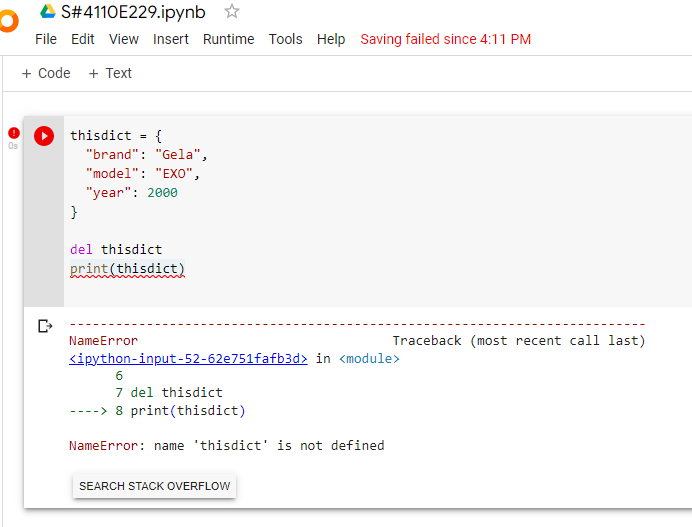 S#4110E229.ipynb
File Edit View Insert Runtime Tools Help Saving failed since 4:11 PM
+ Code + Text
thisdict = {
  "brand": "Gela",
  "model": "EXO",
  "year": 2000
}
del thisdict
print(thisdict)
0s
---------------------------------------------------------------------------
NameError                                 Traceback (most recent call last)
<ipython-input-52-62e751fafb3d> in <module>
      6
      7 del thisdict
----> 8 print(thisdict)
NameError: name 'thisdict' is not defined
SEARCH STACK OVERFLOW